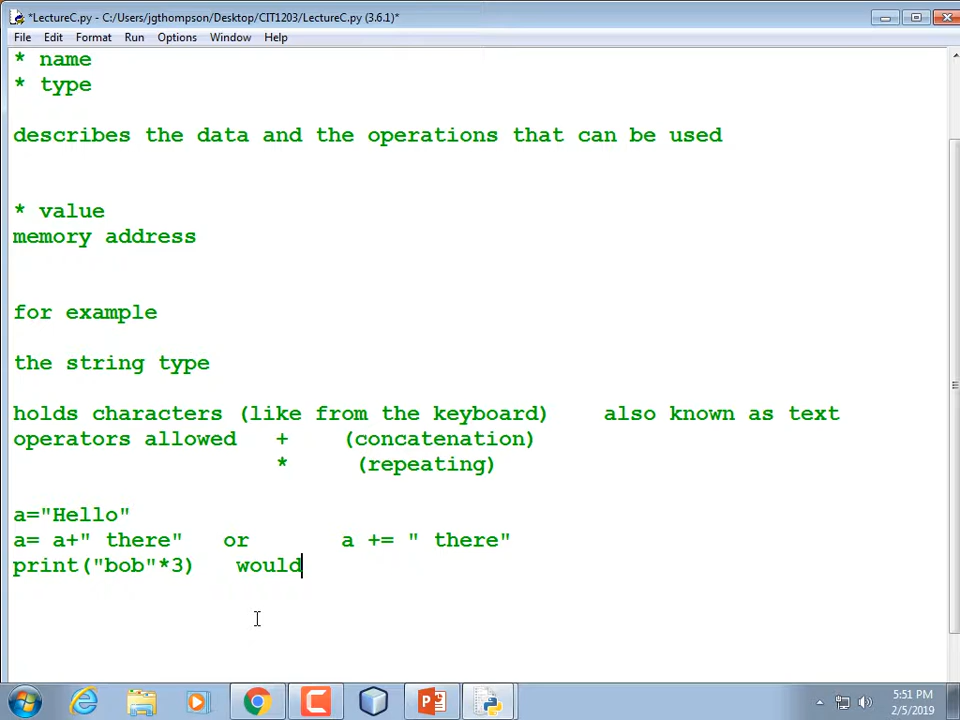 *LectureC.py - C:/Users/jgthompson/Desktop/CIT1203/LectureC.py (3.6.1)*
File Edit Format Run Options Window Help
* name
* type
describes the data and the operations that can be used
* value
memory address
for example
the string type
holds characters (like from the keyboard) also known as text
operators allowed + (concatenation)
* (repeating)
a="Hello"
a= a+" there" or a += " there"
print("bob"*3) would
5:51 PM
2/5/2019